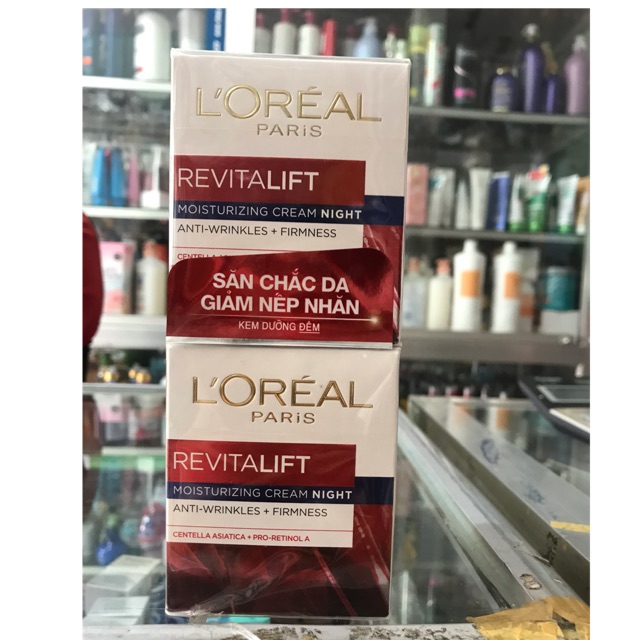 L'ORÉAL
PARiS
REVITALIFT
MOISTURIZING CREAM NIGHT
ANTI-WRINKLES + FIRMNESS
CENTELLA
SĂN CHẮC DA
GIẢM NẾP NHĂN
KEM DƯỠNG ĐÊM
L'ORÉAL
PARiS
REVITALIFT
MOISTURIZING CREAM NIGHT
ANTI-WRINKLES + FIRMNESS
CENTELLA ASIATICA + PRO-RETINOL A